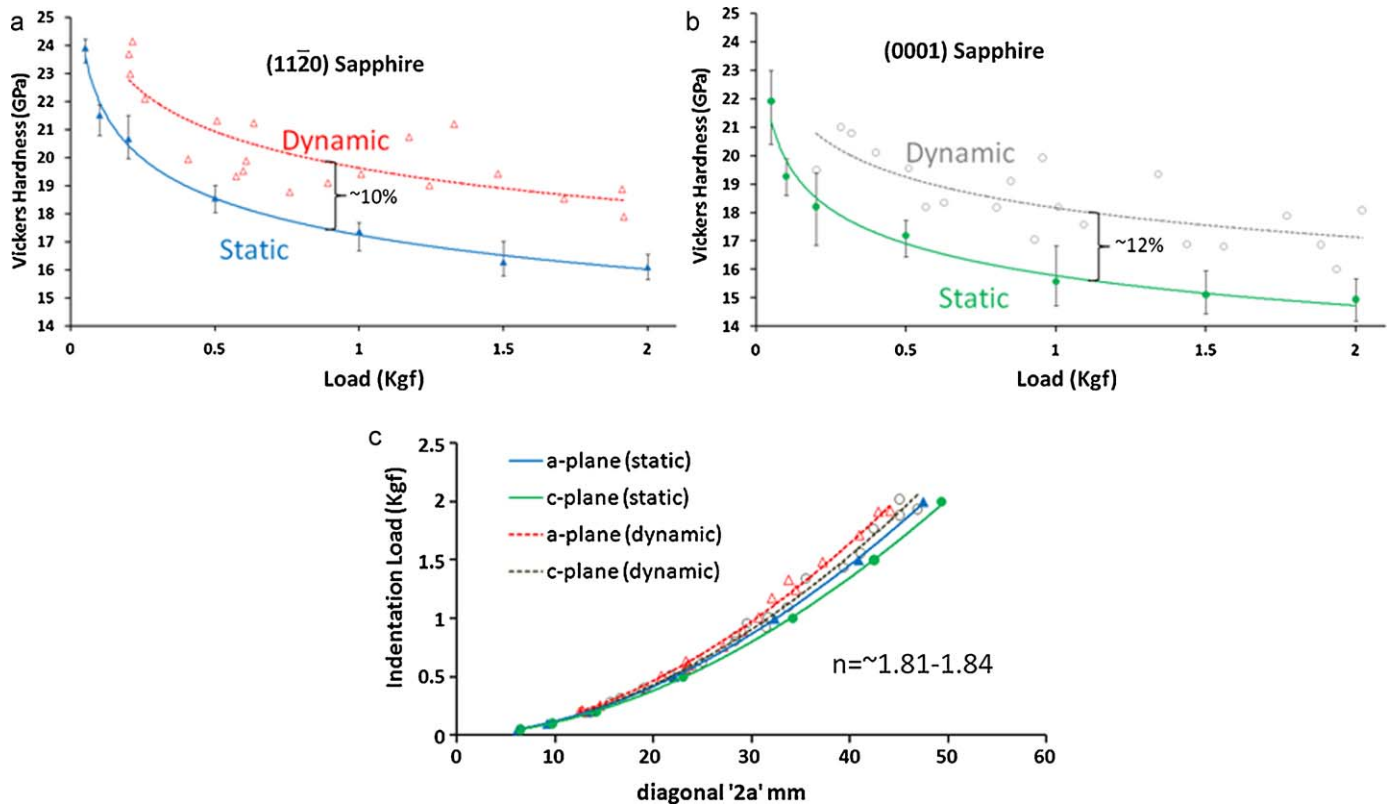 a
Vickers Hardness (GPa)
25
24
23
22
21
20
19
18
17
16
15
14
0
0.5
1
1.5
2
Load (Kgf)
(112̅0) Sapphire
Dynamic
~10%
Static
b
Vickers Hardness (GPa)
25
24
23
22
21
20
19
18
17
16
15
14
0
0.5
1
1.5
2
Load (Kgf)
(0001) Sapphire
Dynamic
~12%
Static
c
Indentation Load (Kgf)
2.5
2
1.5
1
0.5
0
0
10
20
30
40
50
60
diagonal '2a' mm
a-plane (static)
c-plane (static)
a-plane (dynamic)
c-plane (dynamic)
n=~1.81-1.84